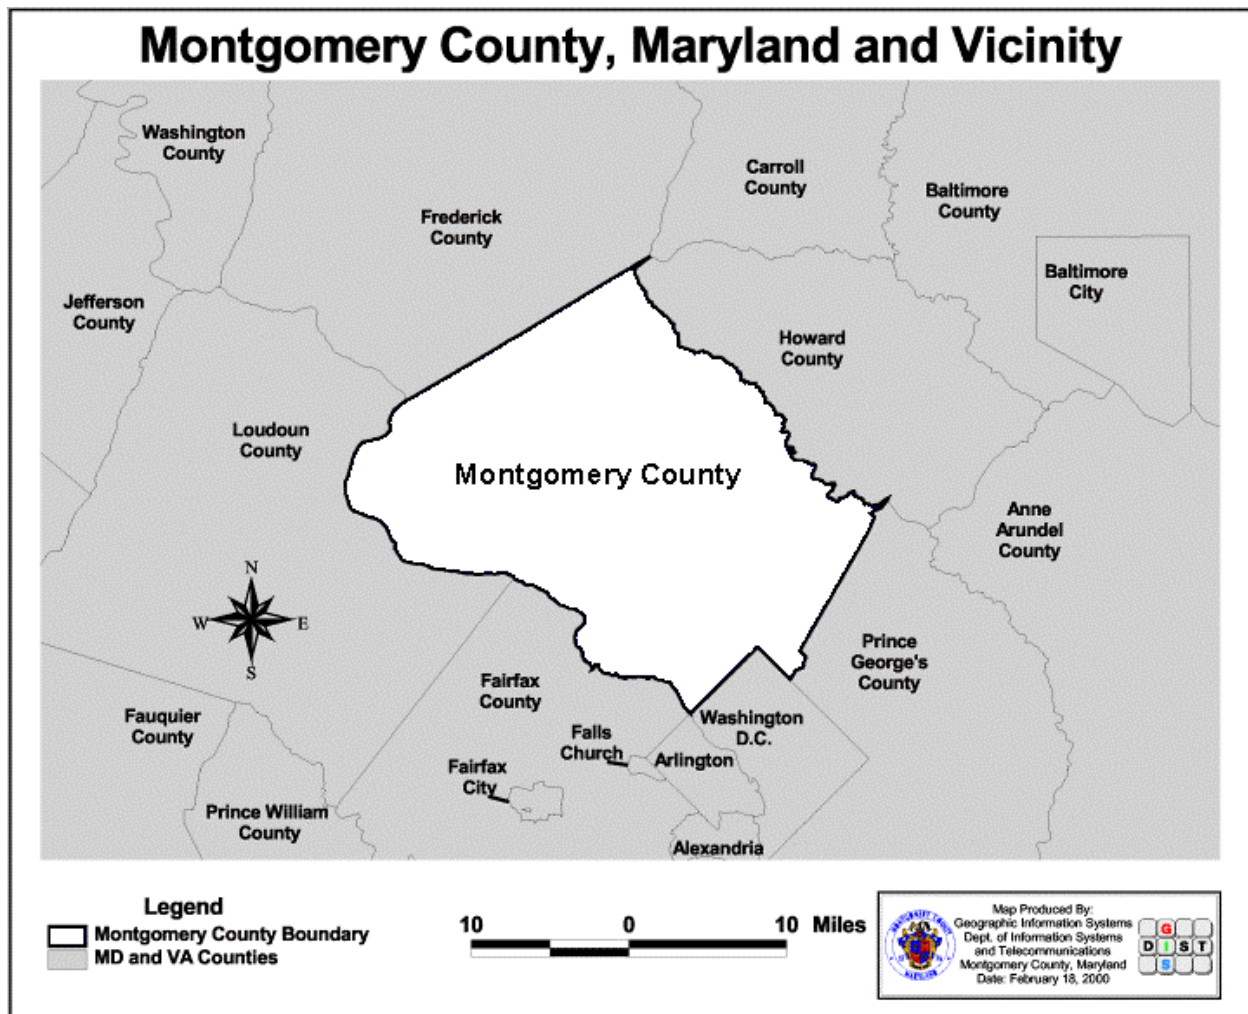 Montgomery County, Maryland and Vicinity
Washington
County
Carroll
County
Baltimore
County
Frederick
County
Baltimore
City
Jefferson
County
Howard
County
Loudoun
County
Montgomery County
Anne
Arundel
County
N
W
E
S
Prince
George's
County
Fairfax
County
Fauquier
County
Washington
D.C.
Falls
Church
Arlington
Fairfax
City
Prince William
County
Alexandria
Legend
Montgomery County Boundary
MD and VA Counties
10 0 10 Miles
Map Produced By:
Geographic Information Systems
Dept. of Information Systems
and Telecommunications
Montgomery County, Maryland
Date: February 18, 2000
G
D I S T
S